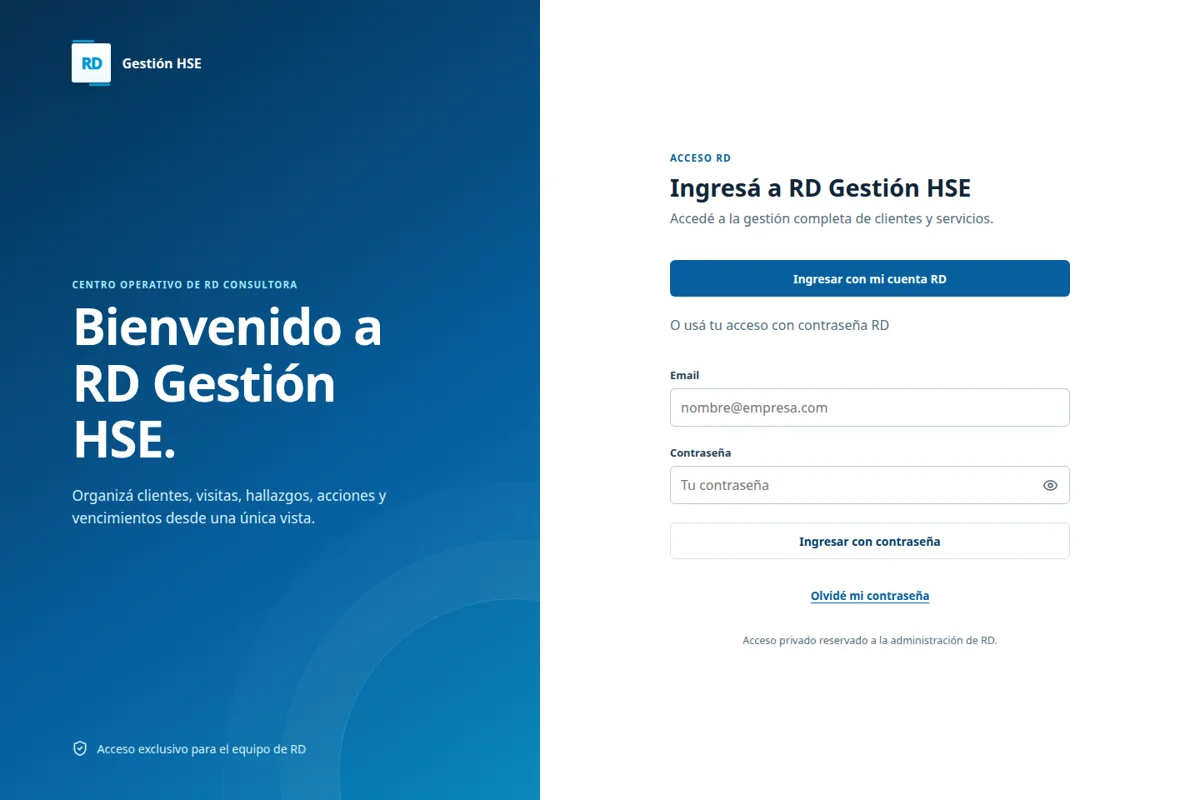 RD
Gestión HSE
CENTRO OPERATIVO DE RD CONSULTORA
Bienvenido a
RD Gestión
HSE.
Organizá clientes, visitas, hallazgos, acciones y
vencimientos desde una única vista.
Acceso exclusivo para el equipo de RD
ACCESO RD
Ingresá a RD Gestión HSE
Accedé a la gestión completa de clientes y servicios.
Ingresar con mi cuenta RD
O usá tu acceso con contraseña RD
Email
nombre@empresa.com
Contraseña
Tu contraseña
Ingresar con contraseña
Olvidé mi contraseña
Acceso privado reservado a la administración de RD.